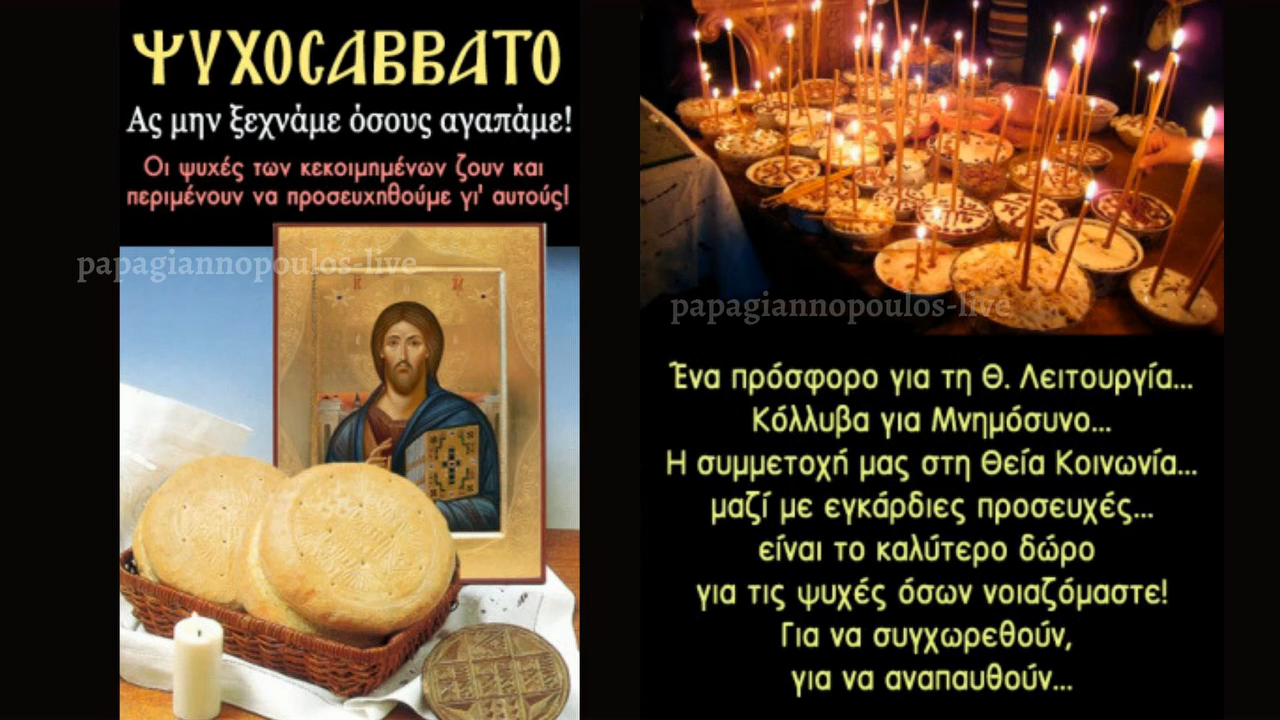 ΨΥΧΟΣΑΒΒΑΤΟ
Ας μην ξεχνάμε όσους αγαπάμε!
Οι ψυχές των κεκοιμημένων ζουν και
περιμένουν να προσευχηθούμε γι' αυτούς!
papagiannopoulos-live
papagiannopoulos-live
Ένα πρόσφορο για τη Θ. Λειτουργία...
Κόλλυβα για Μνημόσυνο...
Η συμμετοχή μας στη Θεία Κοινωνία...
μαζί με εγκάρδιες προσευχές...
είναι το καλύτερο δώρο
για τις ψυχές όσων νοιαζόμαστε!
Για να συγχωρεθούν,
για να αναπαυθούν...